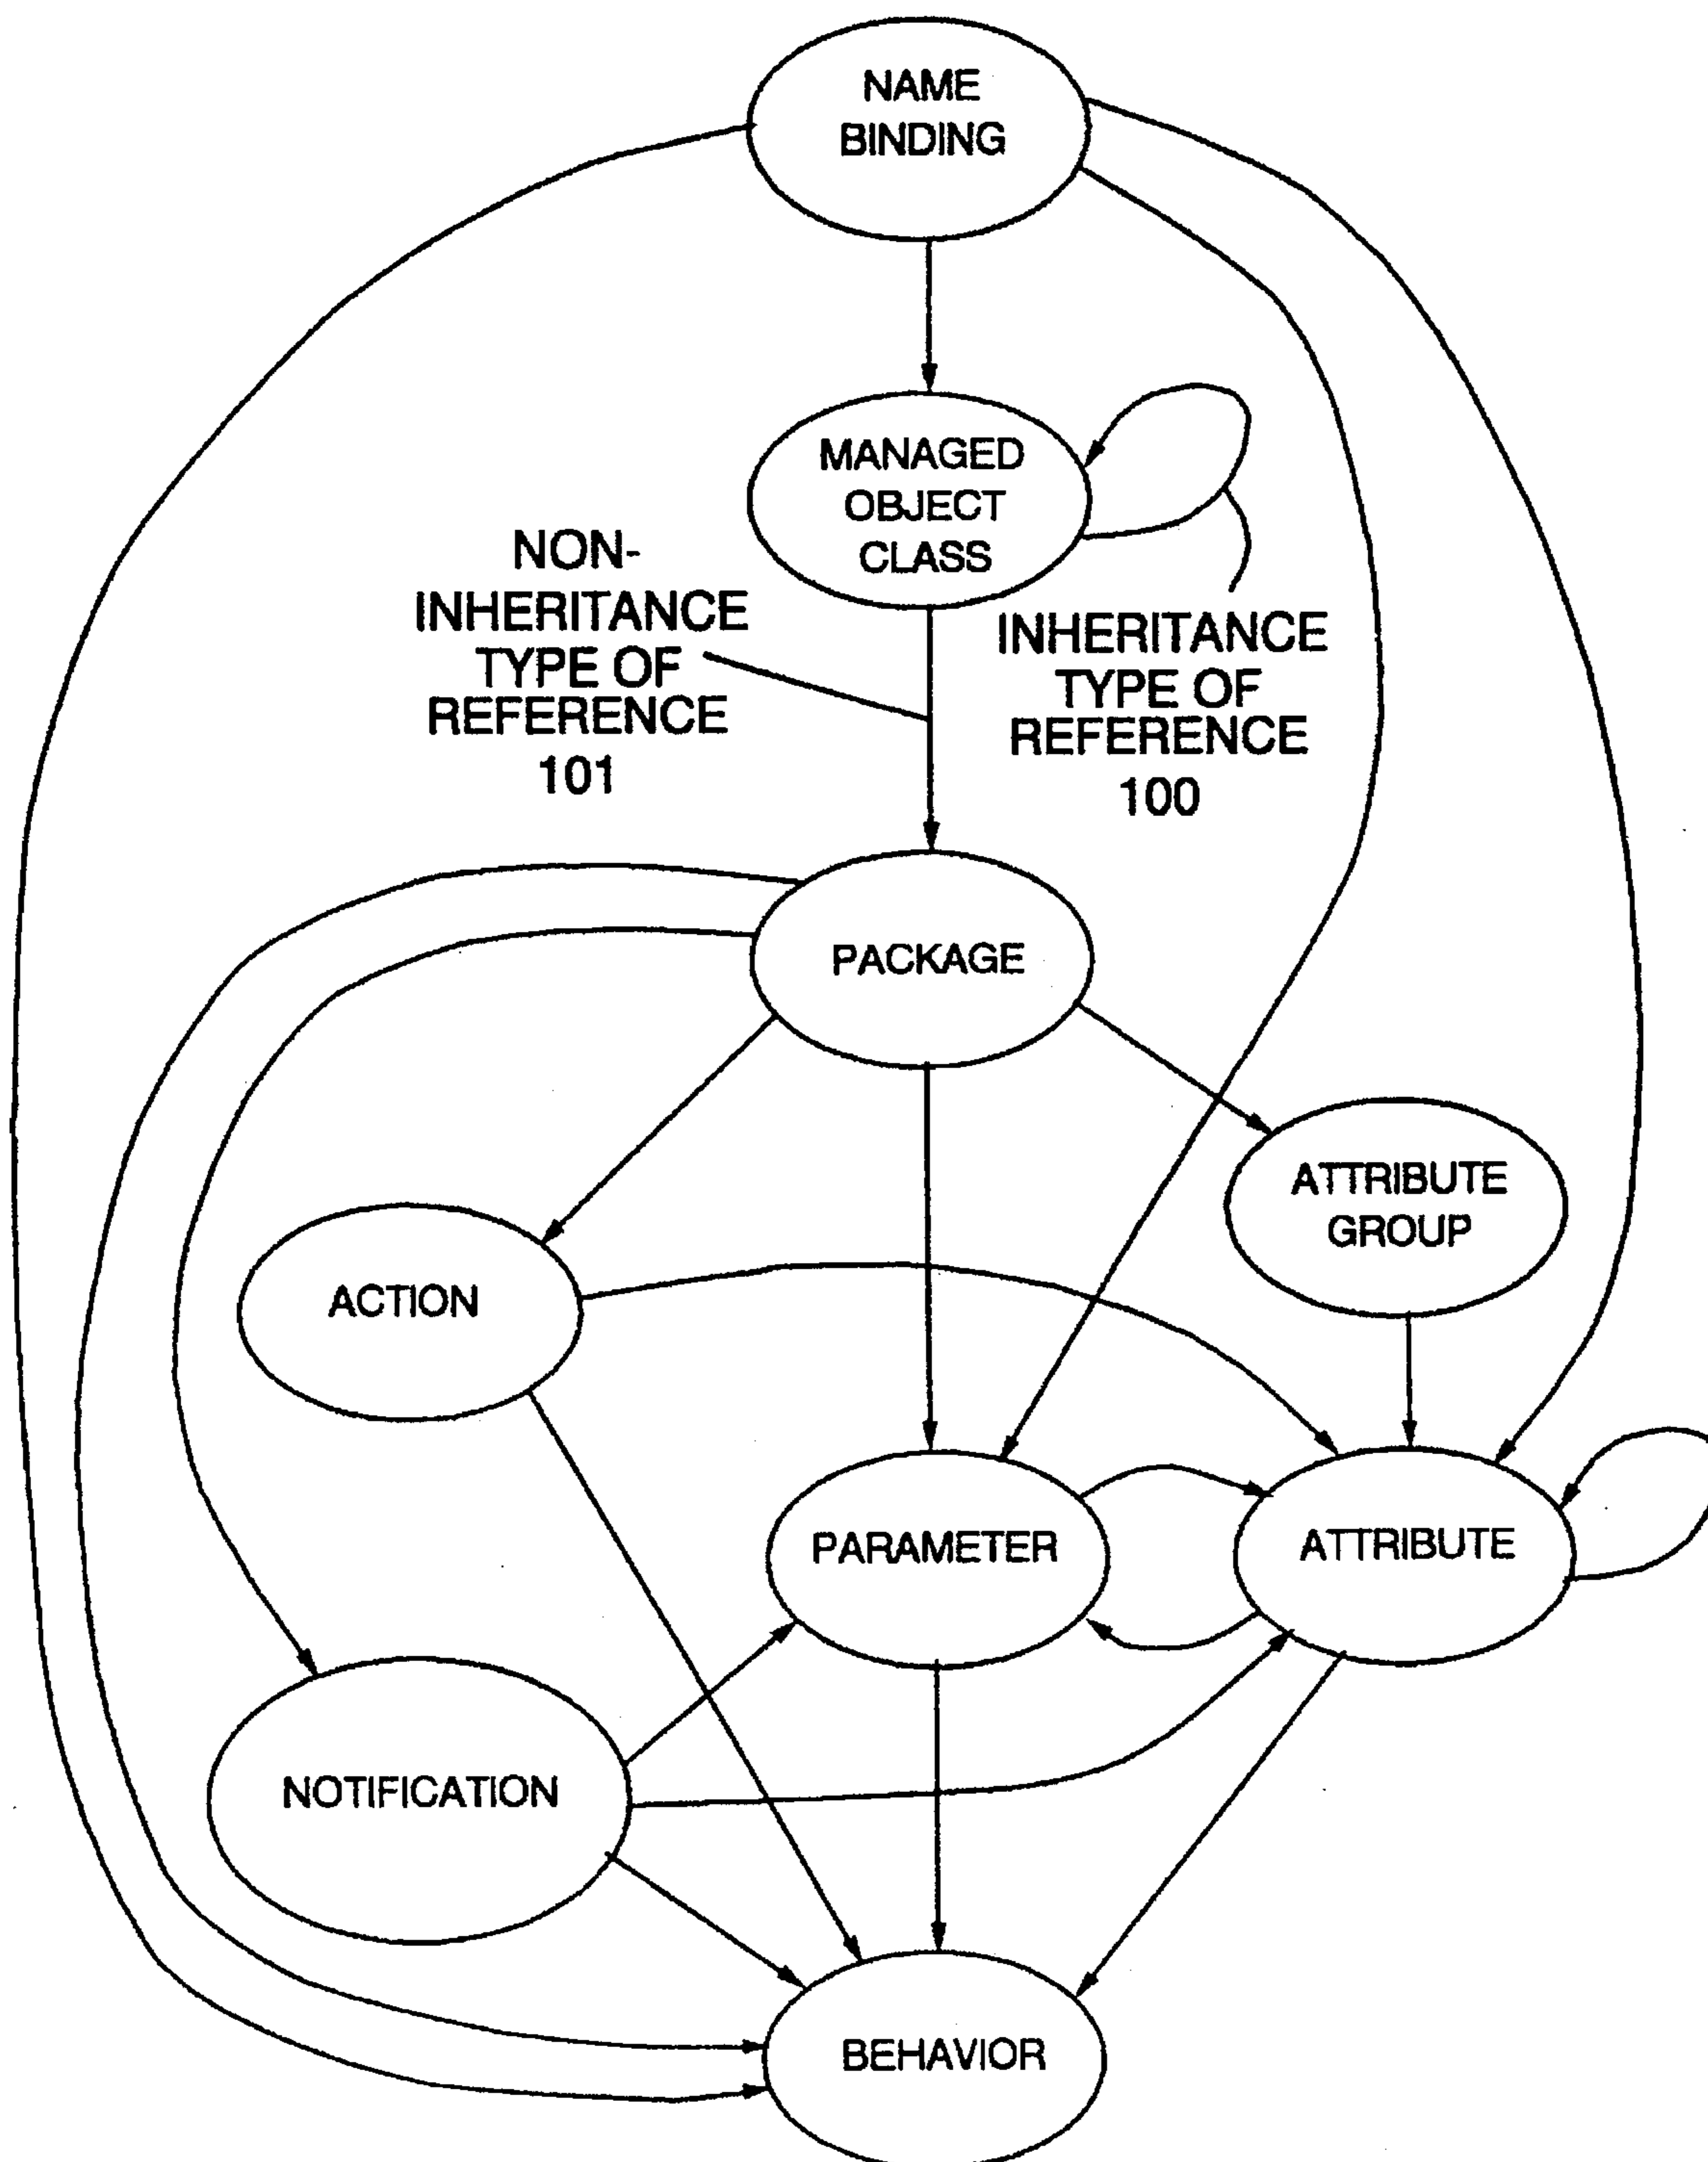 NAME
BINDING
MANAGED
OBJECT
CLASS
NON-
INHERITANCE
TYPE OF
REFERENCE
101
INHERITANCE
TYPE OF
REFERENCE
100
PACKAGE
ATTRIBUTE
GROUP
ACTION
PARAMETER
ATTRIBUTE
NOTIFICATION
BEHAVIOR